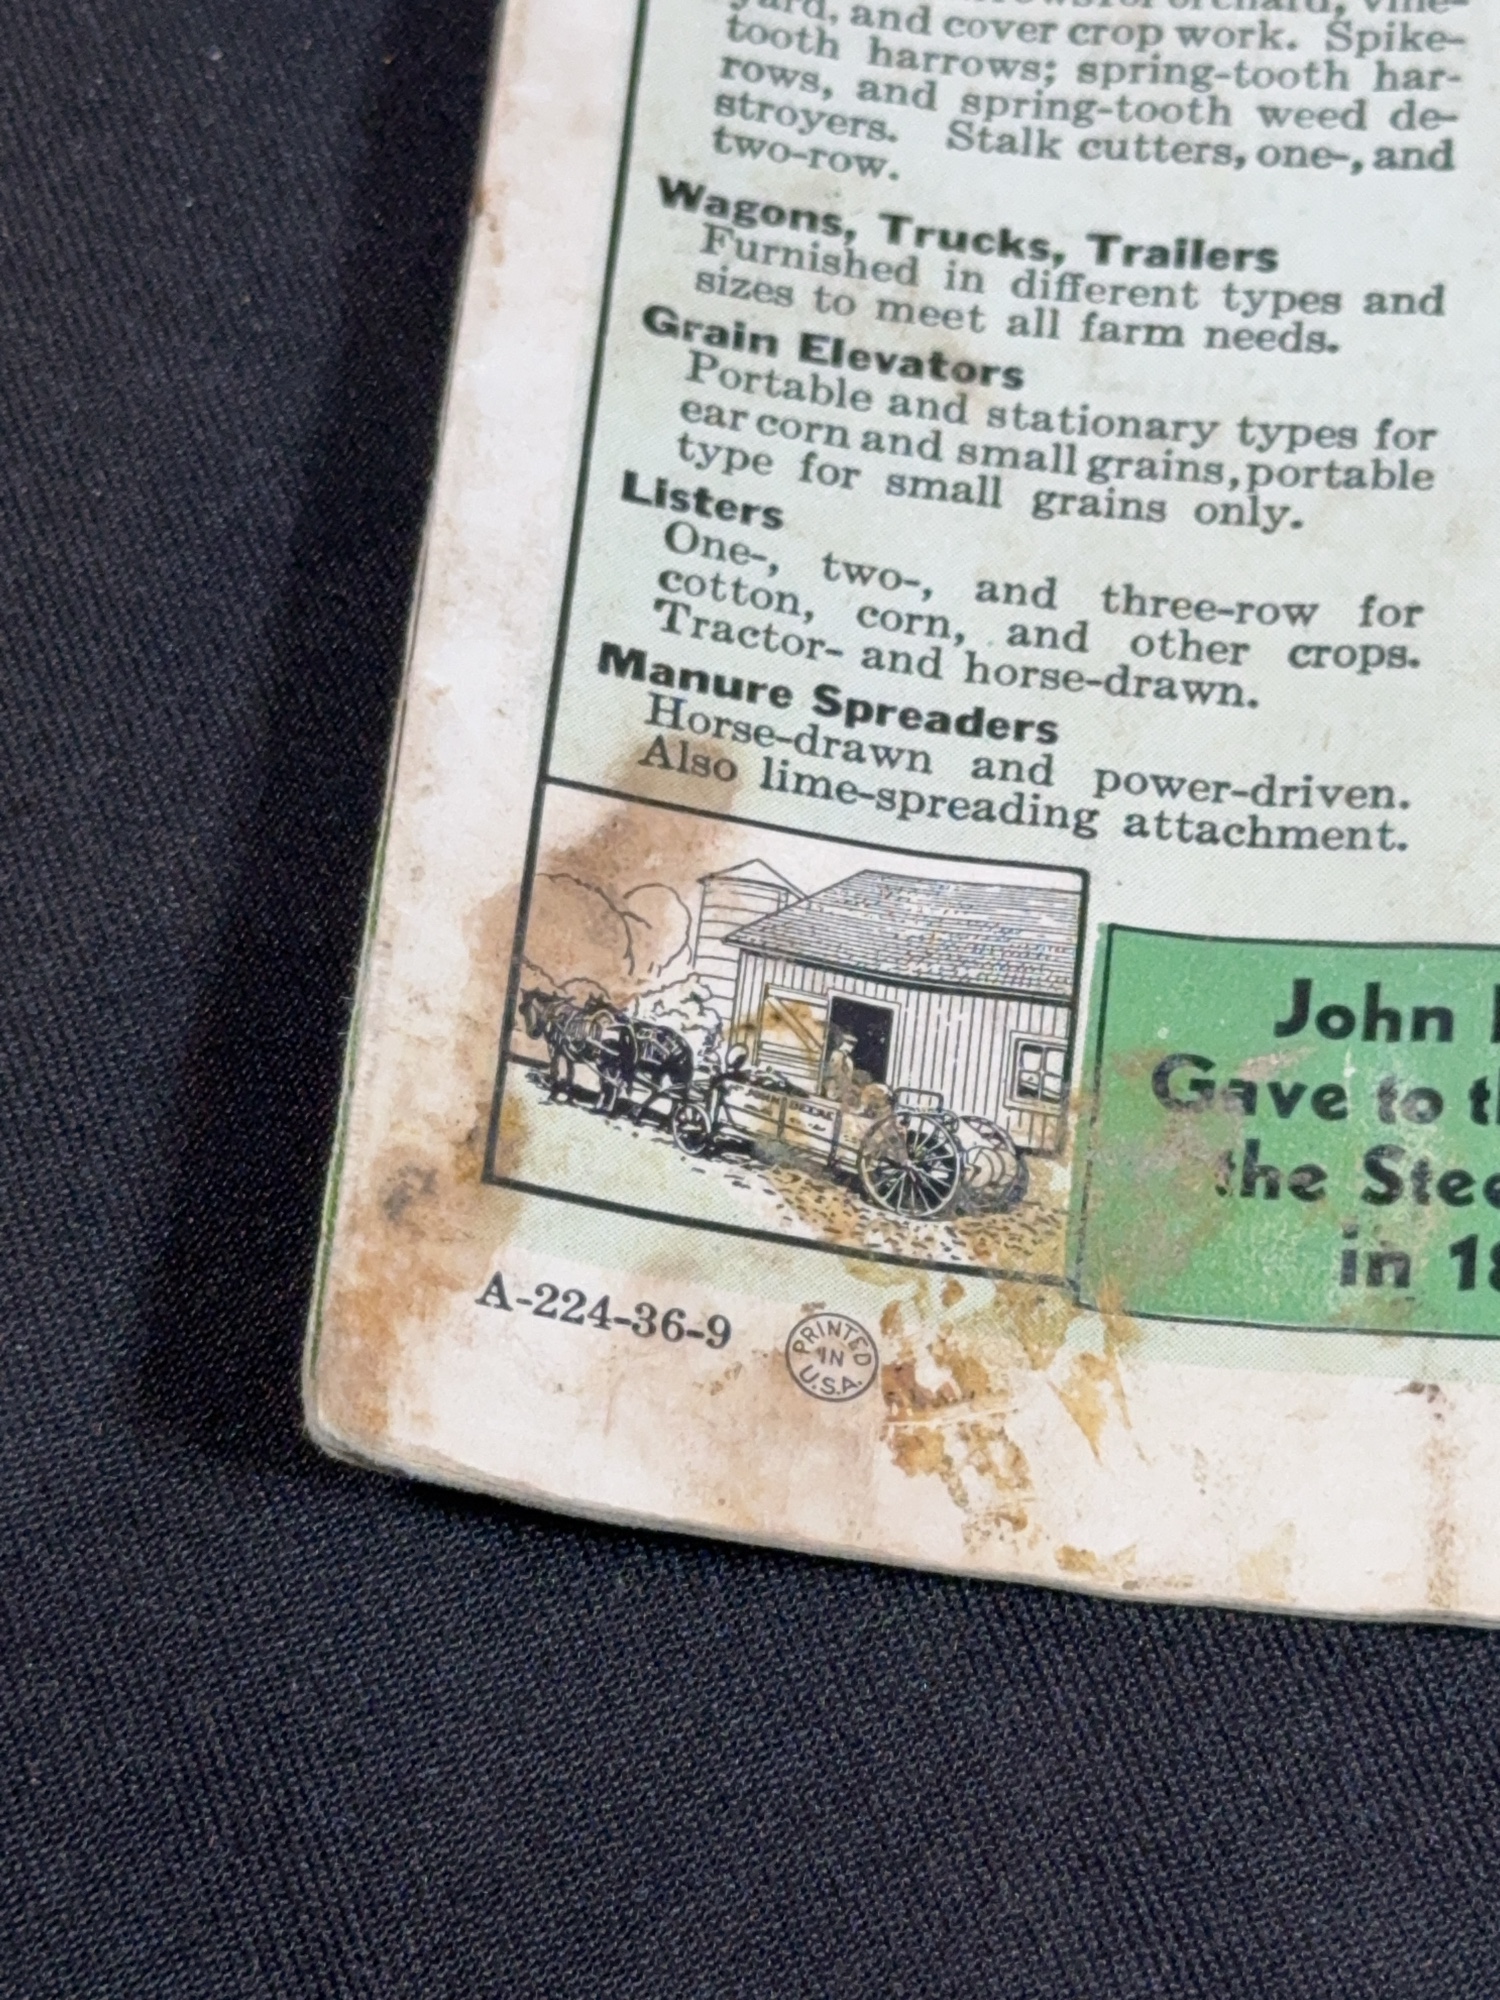 yard, and cover crop work. Spike-
tooth harrows; spring-tooth har-
rows, and spring-tooth weed de-
stroyers. Stalk cutters, one-, and
two-row.
Wagons, Trucks, Trailers
Furnished in different types and
sizes to meet all farm needs.
Grain Elevators
Portable and stationary types for
ear corn and small grains, portable
type for small grains only.
Listers
One-, two-, and three-row for
cotton, corn, and other crops.
Tractor- and horse-drawn.
Manure Spreaders
Horse-drawn and power-driven.
Also lime-spreading attachment.
JOHN DEERE
John
Gave to
the
in 18
A-224-36-9
PRINTED
IN
U.S.A.